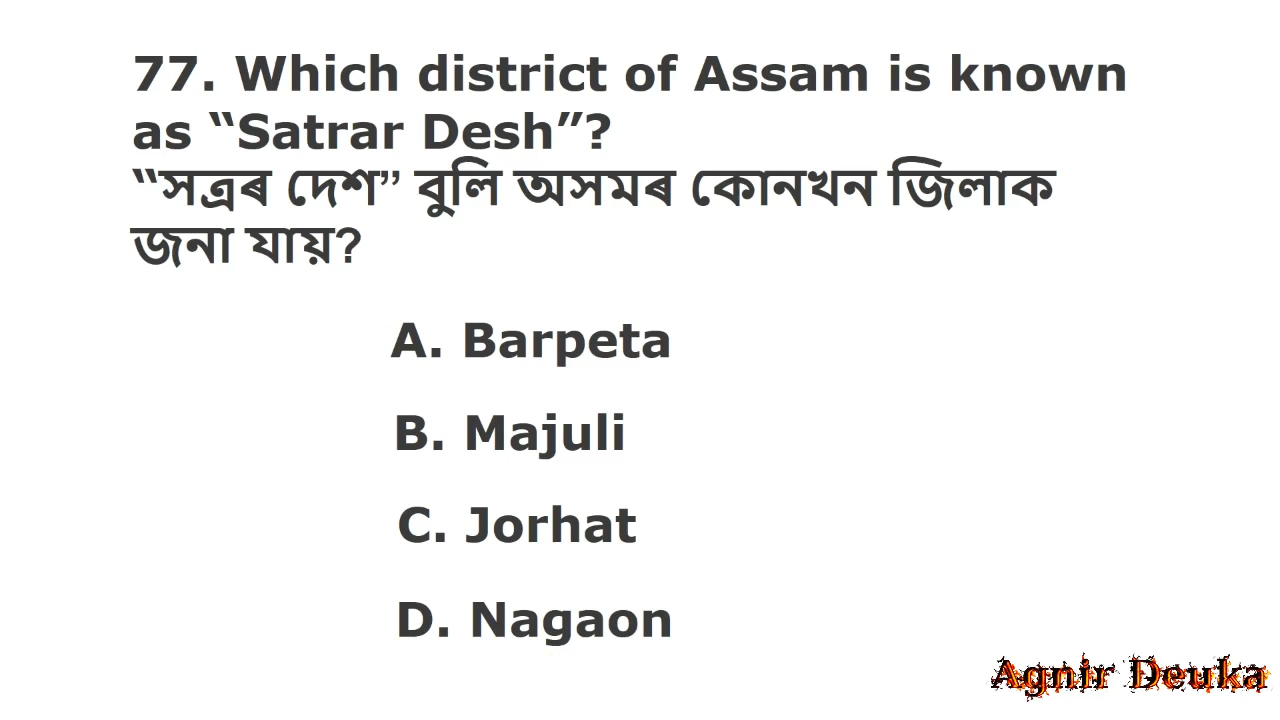 77. Which district of Assam is known
as “Satrar Desh”?
“সত্ৰৰ দেশ” বুলি অসমৰ কোনখন জিলাক
জনা যায়?
A. Barpeta
B. Majuli
C. Jorhat
D. Nagaon
Agnir Deuka